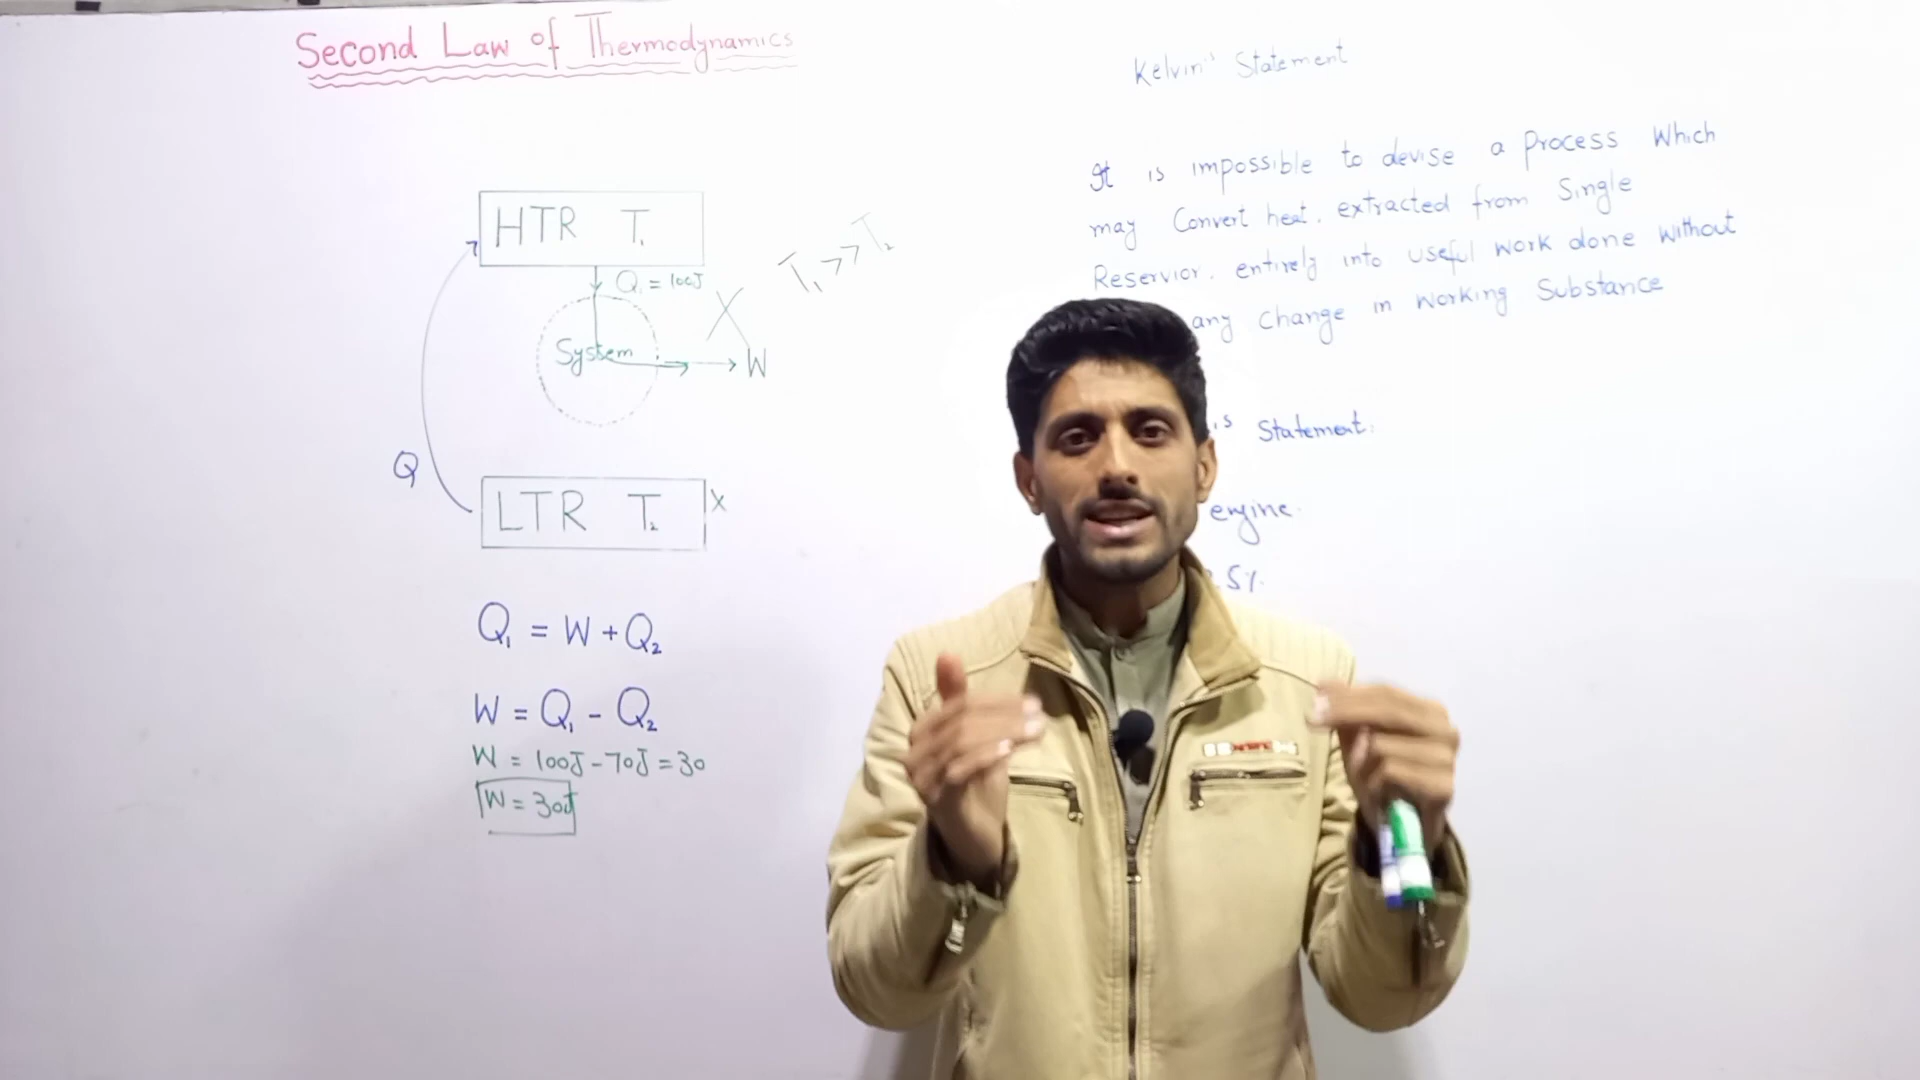 Second Law of Thermodynamics
HTR T₁
Q₁ = 100J
T₁ >> T₂
System
W
Q
LTR T₂
X
Q₁ = W + Q₂
W = Q₁ - Q₂
W = 100J - 70J = 30
W = 30J
Kelvin's Statement
It is impossible to devise a process which
may Convert heat, extracted from Single
Reservior, entirely into useful work done without
any change in working Substance
's Statement:
engine.
5%.